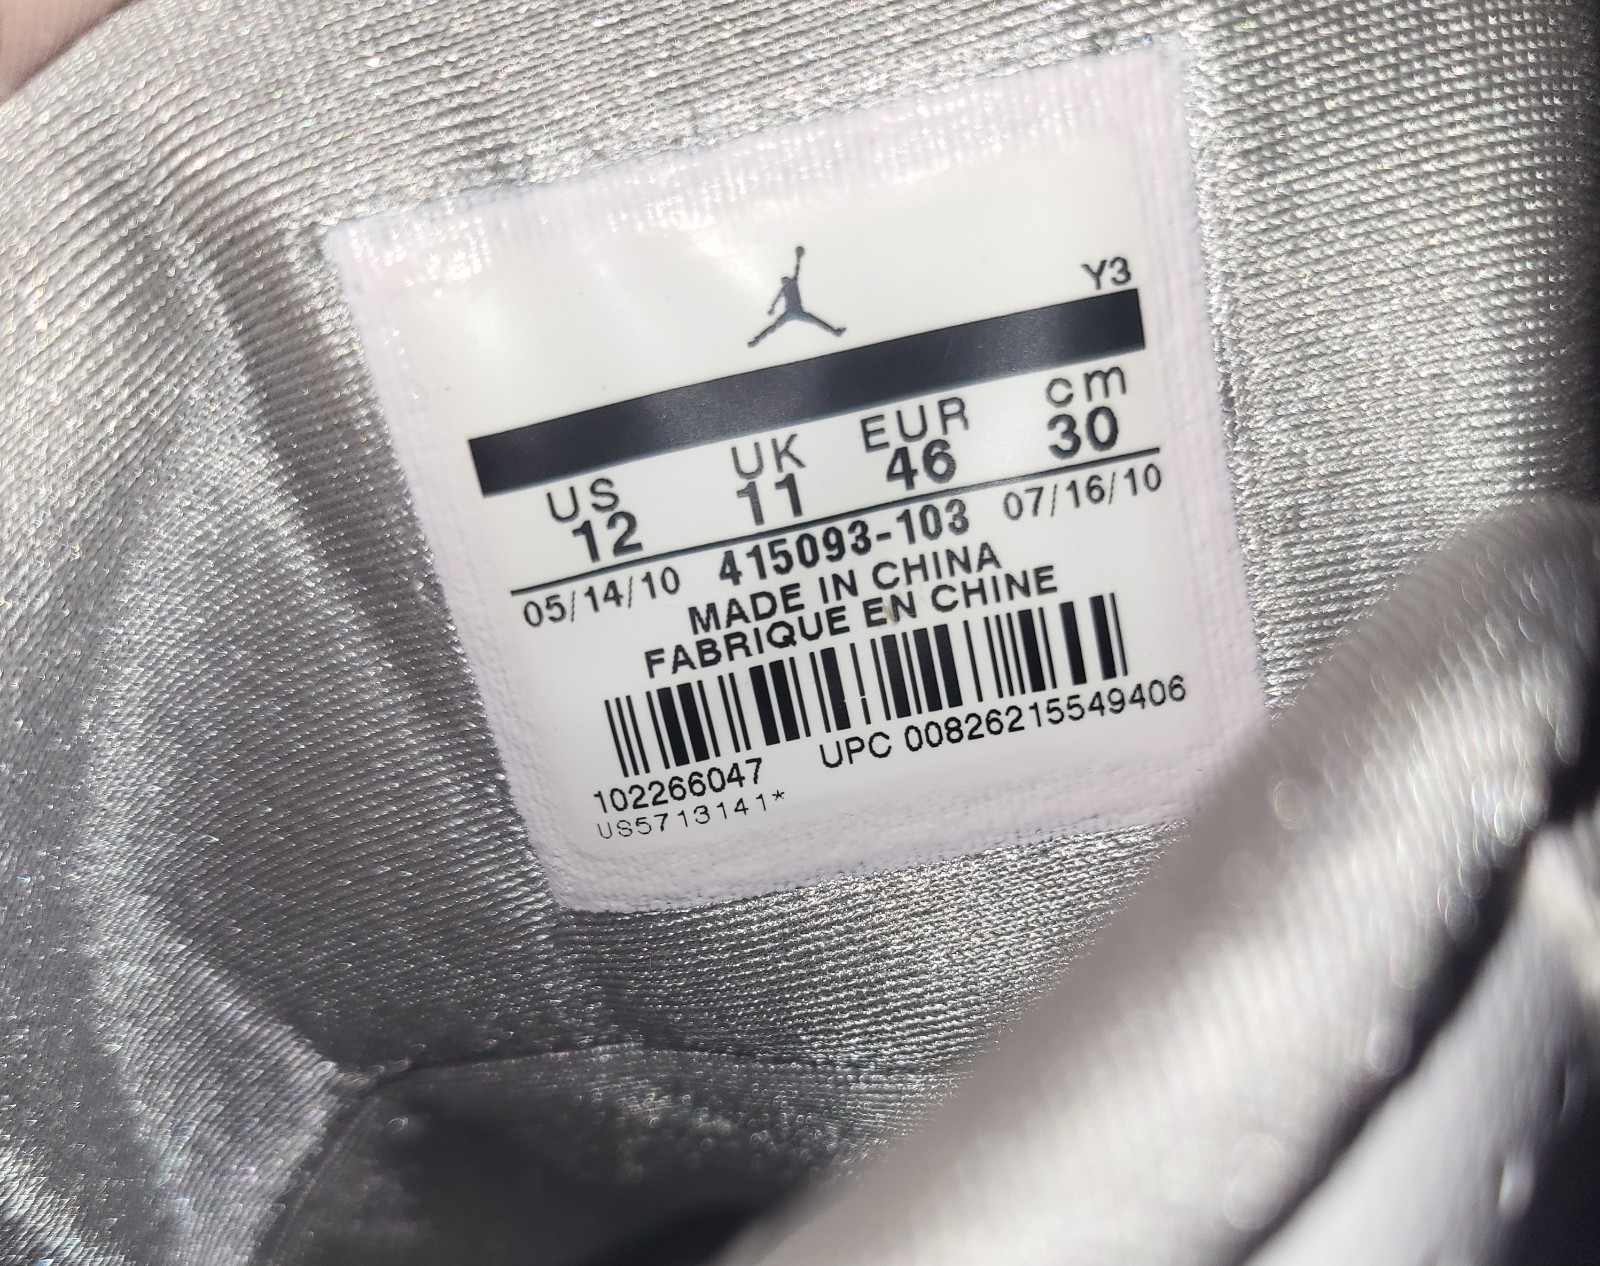 Y3
US UK EUR cm
12 11 46 30
05/14/10 415093-103 07/16/10
MADE IN CHINA
FABRIQUE EN CHINE
102266047 UPC 00826215549406
US5713141*